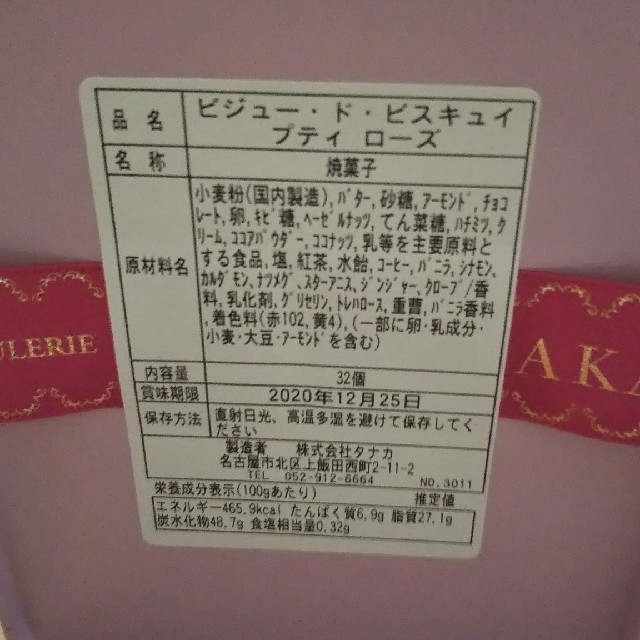 品名 ビジュー・ド・ビスキュイ
プティ ローズ
名称 焼菓子
原材料名
小麦粉(国内製造),バター,砂糖,アーモンド,チョコ
レート,卵,キビ糖,ヘーゼルナッツ,てん菜糖,ハチミツ,ク
リーム,ココアパウダー,ココナッツ,乳等を主要原料と
する食品,塩,紅茶,水飴,コーヒー,バニラ,シナモン,
カルダモン,ナツメグ,スターアニス,ジンジャー,クローブ/香
料,乳化剤,グリセリン,トレハロース,重曹,バニラ香料
,着色料(赤102,黄4),(一部に卵・乳成分・
小麦・大豆・アーモンドを含む)
内容量 32個
賞味期限 2020年12月25日
保存方法 直射日光、高温多湿を避けて保存してく
ださい
製造者 株式会社タナカ
名古屋市北区上飯田西町2-11-2
TEL 052-912-6664 NO.3011
栄養成分表示(100gあたり) 推定値
エネルギー465.9kcal たんぱく質6.9g 脂質27.1g
炭水化物48.7g 食塩相当量0.32g
ULERIE
AKA